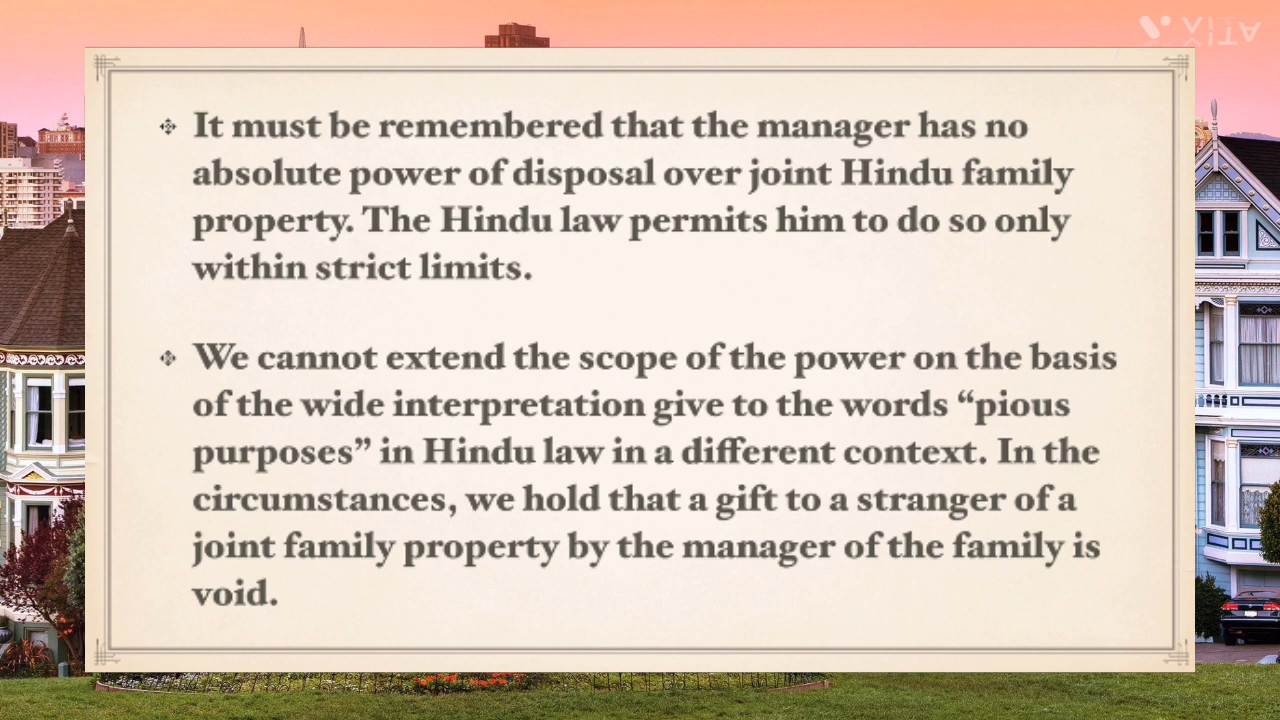 VITA
It must be remembered that the manager has no
absolute power of disposal over joint Hindu family
property. The Hindu law permits him to do so only
within strict limits.
We cannot extend the scope of the power on the basis
of the wide interpretation give to the words “pious
purposes” in Hindu law in a different context. In the
circumstances, we hold that a gift to a stranger of a
joint family property by the manager of the family is
void.